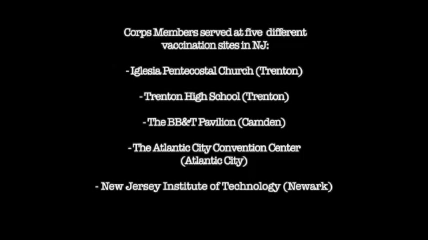 Corps Members served at five different
vaccination sites in NJ:
-Iglesia Pentecostal Church (Trenton)
-Trenton High School (Trenton)
-The BB&T Pavilion (Camden)
-The Atlantic City Convention Center
(Atlantic City)
- New Jersey Institute of Technology (Newark)